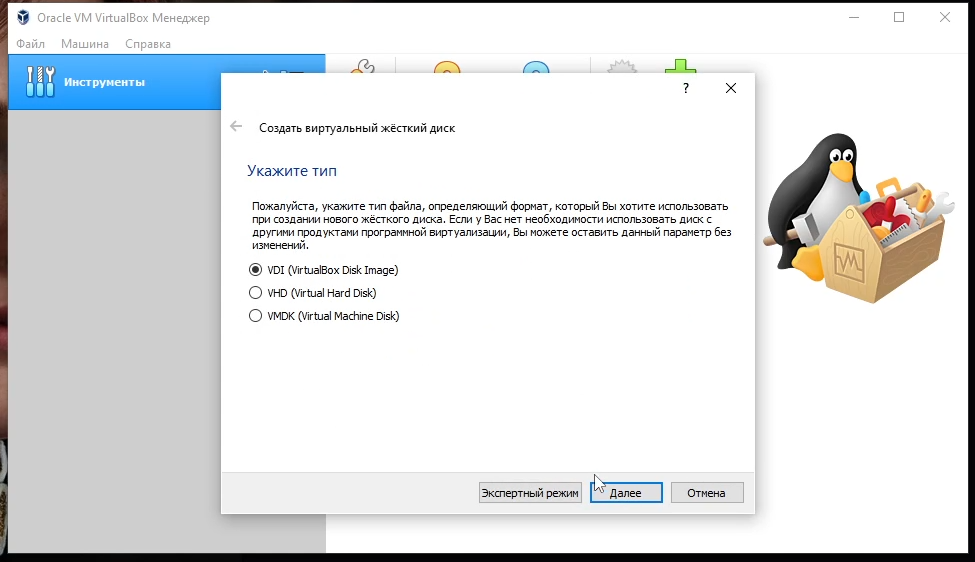 Oracle VM VirtualBox Менеджер
Файл Машина Справка
Инструменты
?
Создать виртуальный жёсткий диск
Укажите тип
Пожалуйста, укажите тип файла, определяющий формат, который Вы хотите использовать
при создании нового жёсткого диска. Если у Вас нет необходимости использовать диск с
другими продуктами программной виртуализации, Вы можете оставить данный параметр без
изменений.
VDI (VirtualBox Disk Image)
VHD (Virtual Hard Disk)
VMDK (Virtual Machine Disk)
Экспертный режим Далее Отмена